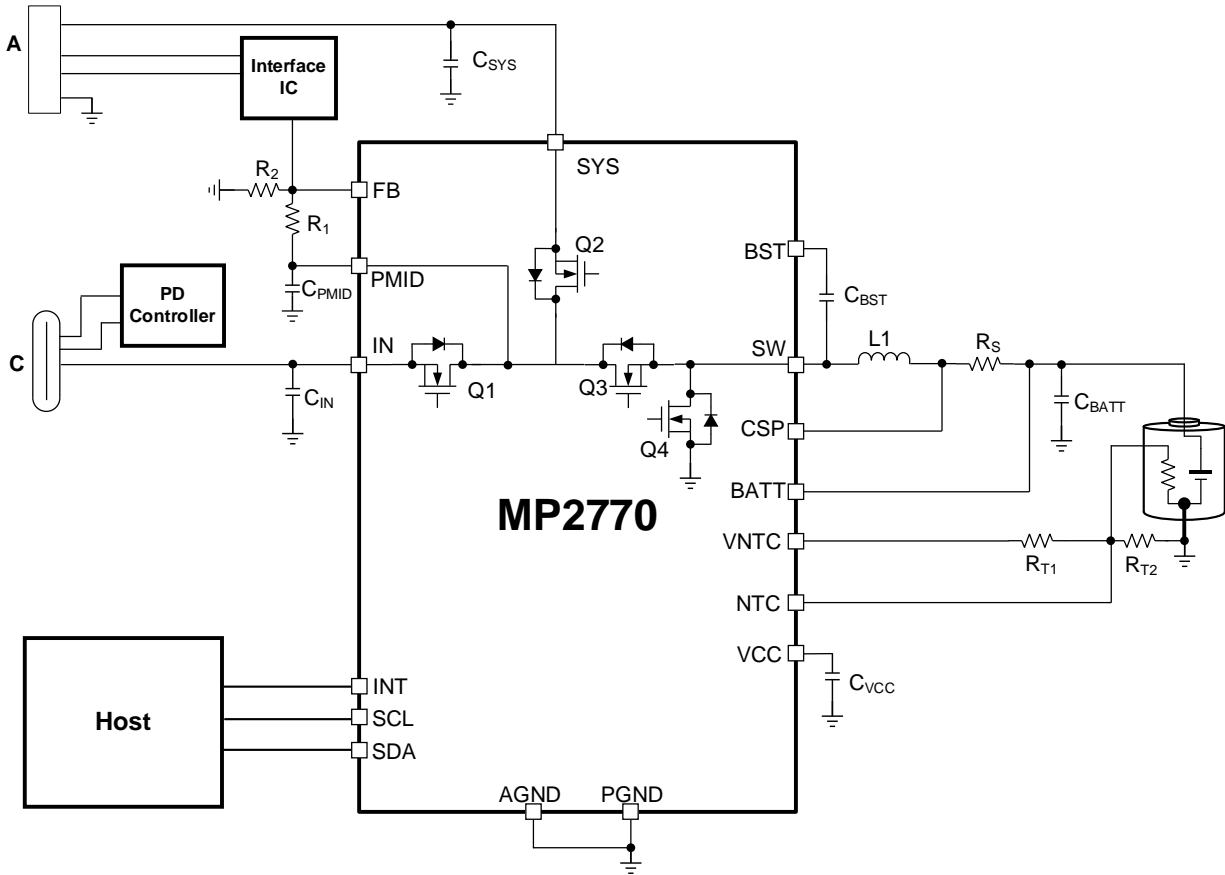 A
Interface
IC
CSYS
SYS
R2
FB
R1
Q2
BST
PMID
CPMID
CBST
PD
Controller
IN
SW
L1
RS
C
Q1
Q3
CIN
CBATT
Q4
CSP
MP2770
BATT
VNTC
RT1
RT2
NTC
VCC
CVCC
Host
INT
SCL
SDA
AGND
PGND